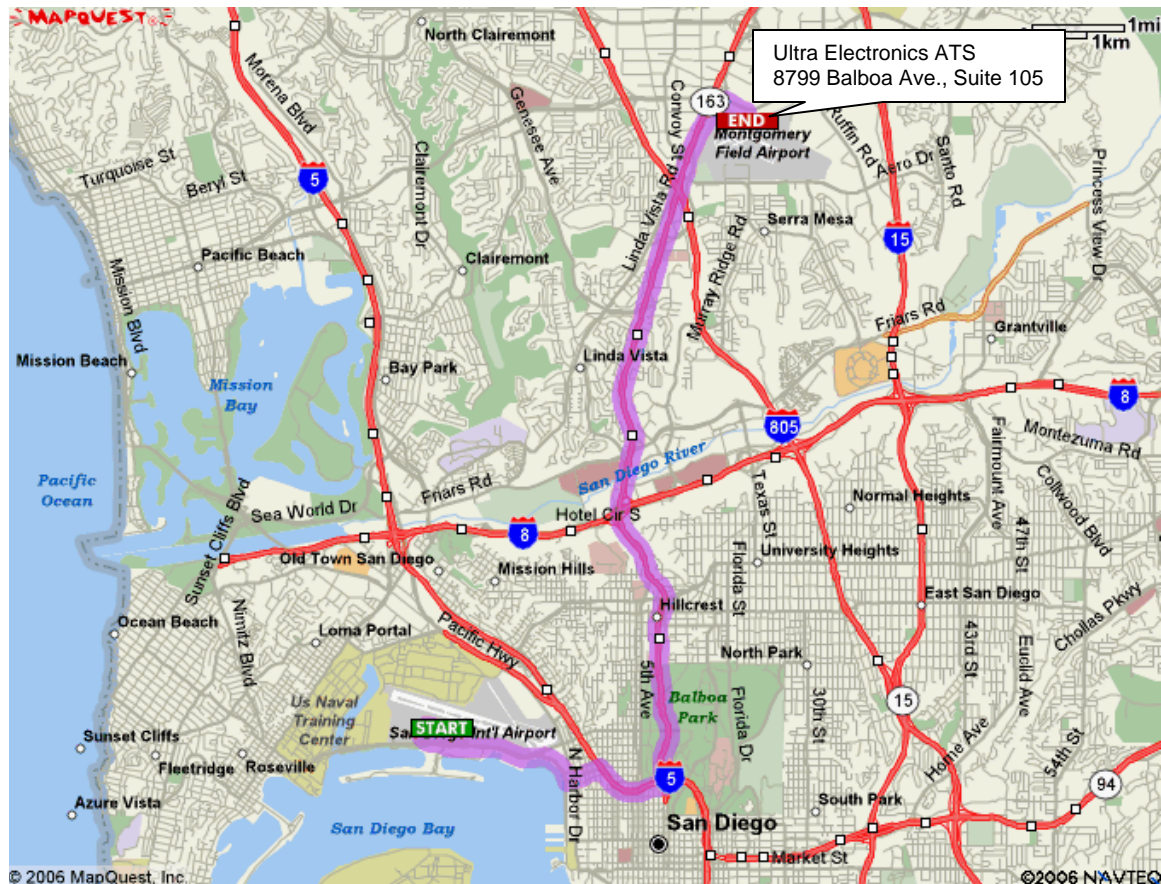 MAPQUEST
North Clairemont
1mi
1km
Ultra Electronics ATS
8799 Balboa Ave., Suite 105
Morena Blvd
Genesee Ave
Convoy St
163
END
Montgomery
Field Airport
Ruffin Rd
Aero Dr
Santo Rd
Princess View Dr
Turquoise St
Beryl St
5
Clairemont Dr
Linda Vista Rd
Serra Mesa
15
Pacific Beach
Clairemont
Murray Ridge Rd
Mission Blvd
Friars Rd
Grantville
Mission Beach
Mission
Bay
Bay Park
Linda Vista
8
805
Montezuma Rd
Fairmount Ave
Collwood Blvd
Pacific
Ocean
San Diego River
Friars Rd
Texas St
Normal Heights
47th St
Sunset Cliffs Blvd
Sea World Dr
Hotel Cir S
8
Old Town San Diego
Mission Hills
Florida St
University Heights
East San Diego
Chollas Pkwy
Nimitz Blvd
Ocean Beach
Loma Portal
Pacific Hwy
Hillcrest
43rd St
Euclid Ave
5th Ave
North Park
Balboa
Park
Florida Dr
30th St
15
Us Naval
Training
Center
START
Sa
Int'l Airport
N Harbor Dr
Home Ave
54th St
Sunset Cliffs
Fleetridge
Roseville
5
94
Azure Vista
San Diego Bay
San Diego
South Park
Market St
© 2006 MapQuest, Inc.
©2006 NAVTEQ